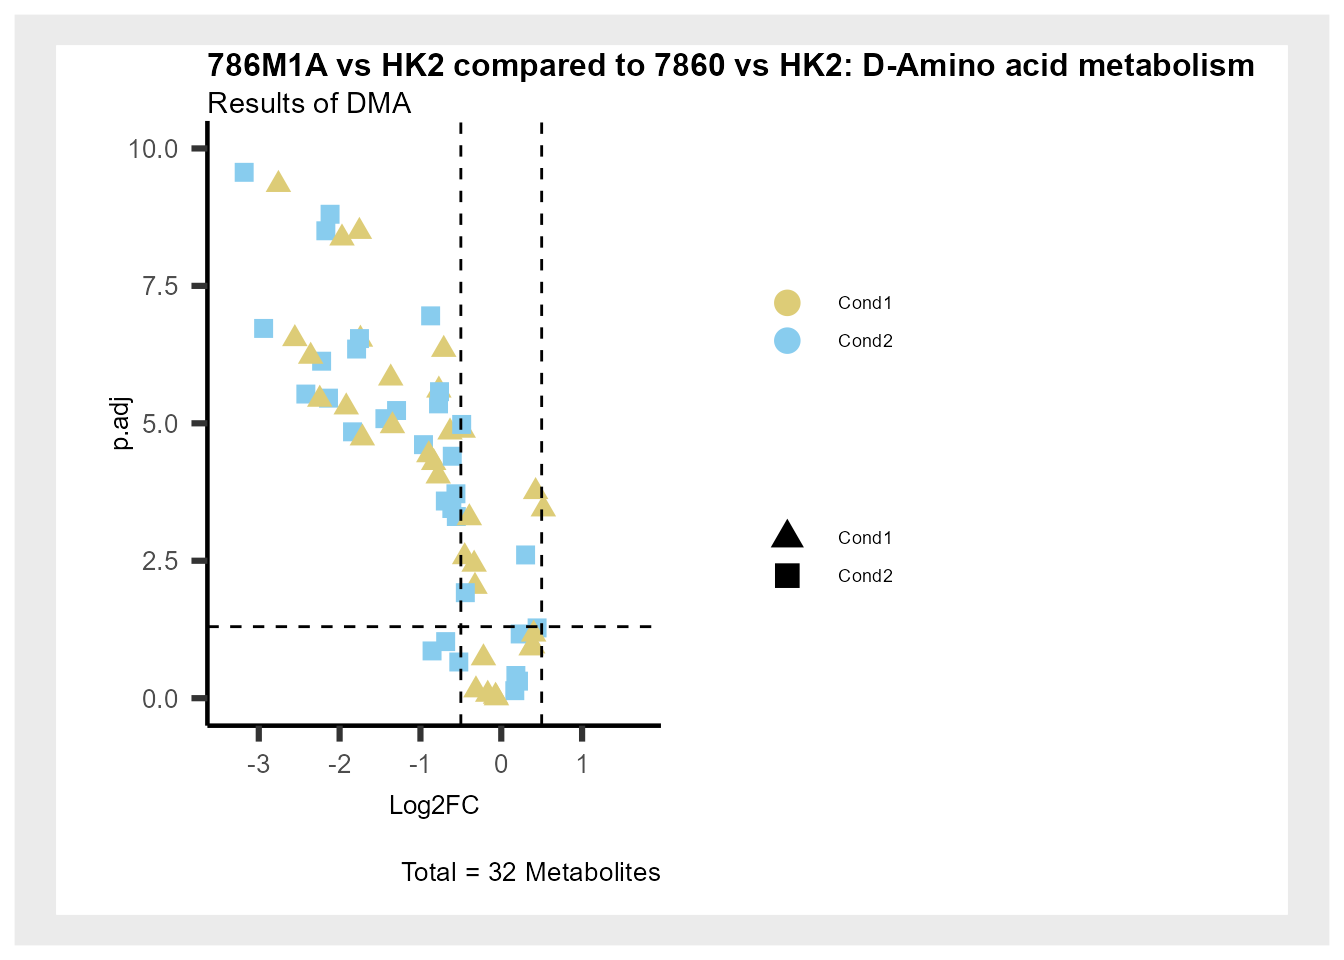 786M1A vs HK2 compared to 7860 vs HK2: D-Amino acid metabolism
Results of DMA
10.0
7.5
5.0
2.5
0.0
p.adj
-3 -2 -1 0 1
Log2FC
Total = 32 Metabolites
Cond1
Cond2
Cond1
Cond2